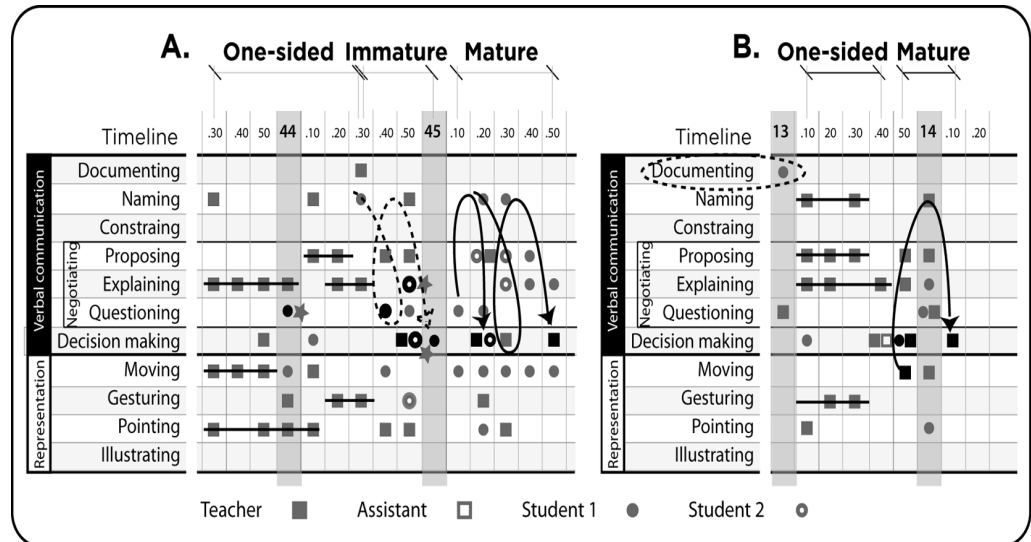 A. One-sided Immature Mature
Timeline .30 .40 50 44 .10 .20 .30 .40 .50 45 .10 .20 .30 .40 .50
Verbal communication
Documenting
Naming
Constraing
Negotiating
Proposing
Explaining
Questioning
Decision making
Representation
Moving
Gesturing
Pointing
Illustrating
B. One-sided Mature
Timeline 13 .10 20 .30 .40 50 14 .10 .20
Verbal communication
Documenting
Naming
Constraing
Negotiating
Proposing
Explaining
Questioning
Decision making
Representation
Moving
Gesturing
Pointing
Illustrating
Teacher Assistant Student 1 Student 2